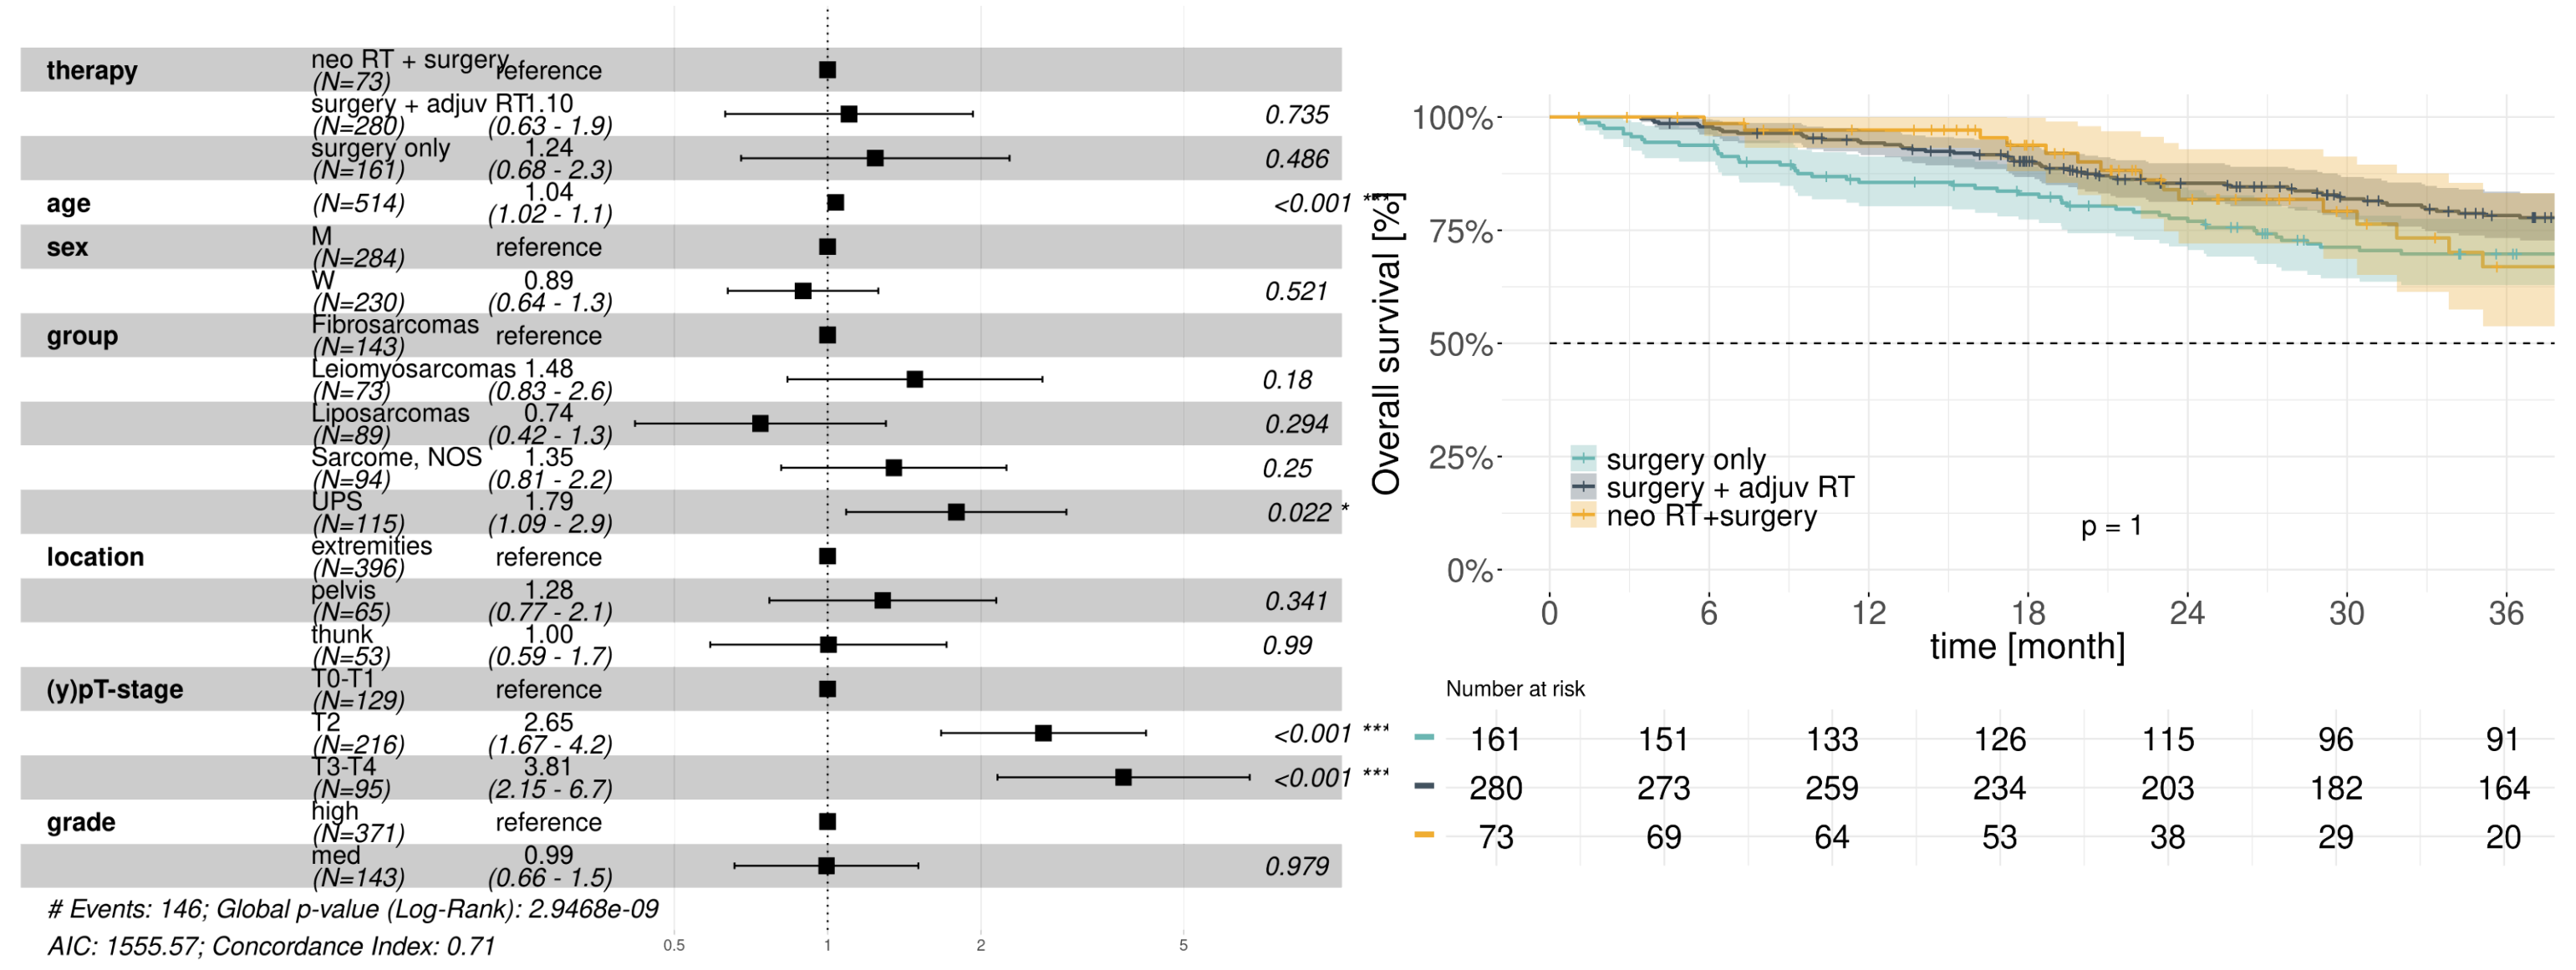 therapy neo RT + surgery reference
(N=73)
surgery + adjuv RT 1.10
(N=280) (0.63 - 1.9) 0.735
surgery only 1.24
(N=161) (0.68 - 2.3) 0.486
age (N=514) 1.04
(1.02 - 1.1) <0.001 ***
sex M reference
(N=284)
W 0.89
(N=230) (0.64 - 1.3) 0.521
group Fibrosarcomas reference
(N=143)
Leiomyosarcomas 1.48
(N=73) (0.83 - 2.6) 0.18
Liposarcomas 0.74
(N=89) (0.42 - 1.3) 0.294
Sarcome, NOS 1.35
(N=94) (0.81 - 2.2) 0.25
UPS 1.79
(N=115) (1.09 - 2.9) 0.022 *
location extremities reference
(N=396)
pelvis 1.28
(N=65) (0.77 - 2.1) 0.341
thunk 1.00
(N=53) (0.59 - 1.7) 0.99
(y)pT-stage T0-T1 reference
(N=129)
T2 2.65
(N=216) (1.67 - 4.2) <0.001 ***
T3-T4 3.81
(N=95) (2.15 - 6.7) <0.001 ***
grade high reference
(N=371)
med 0.99
(N=143) (0.66 - 1.5) 0.979
# Events: 146; Global p-value (Log-Rank): 2.9468e-09
AIC: 1555.57; Concordance Index: 0.71
0.5 1 2 5
Overall survival [%]
100%
75%
50%
25%
0%
surgery only
surgery + adjuv RT
neo RT+surgery
p = 1
0 6 12 18 24 30 36
time [month]
Number at risk
161 151 133 126 115 96 91
280 273 259 234 203 182 164
73 69 64 53 38 29 20